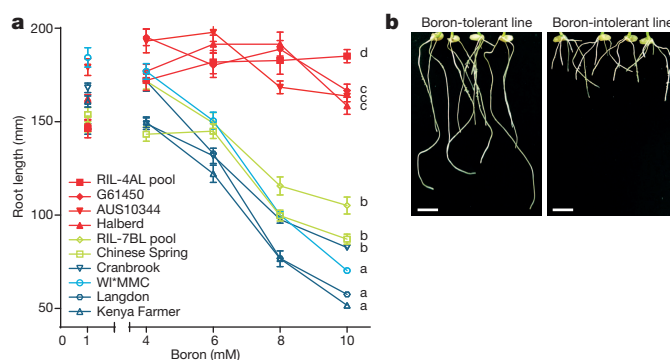 a
200
150
100
50
Root length (mm)
RIL-4AL pool
G61450
AUS10344
Halberd
RIL-7BL pool
Chinese Spring
Cranbrook
WI*MMC
Langdon
Kenya Farmer
d
c
c
c
b
b
b
a
a
a
0 1 4 6 8 10
Boron (mM)
b
Boron-tolerant line Boron-intolerant line